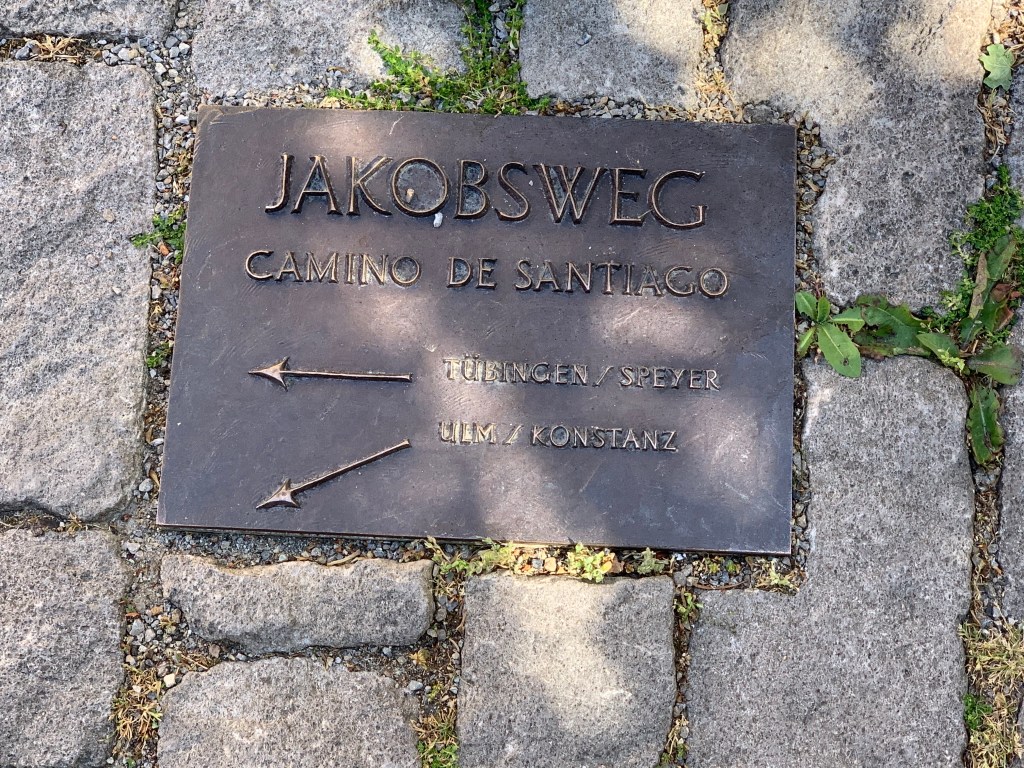 JAKOBSWEG
CAMINO DE SANTIAGO
TÜBINGEN / SPEYER
ULM / KONSTANZ